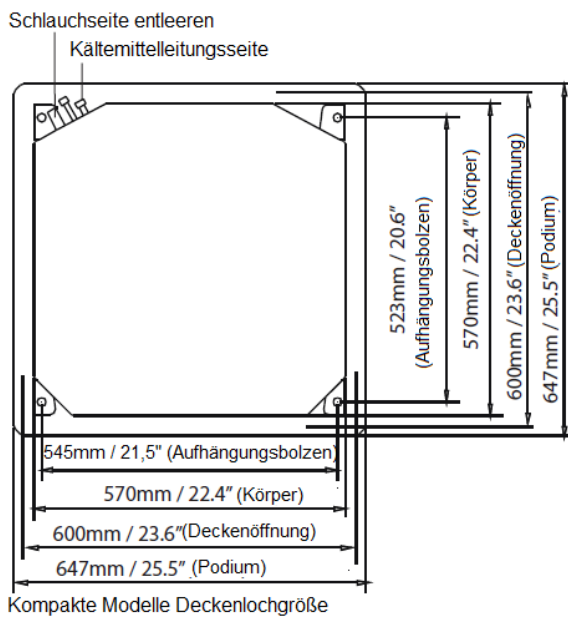 Schlauchseite entleeren
Kältemittelleitungsseite
523mm / 20.6"
(Aufhängungsbolzen)
570mm / 22.4" (Körper)
600mm / 23.6" (Deckenöffnung)
647mm / 25.5" (Podium)
545mm / 21,5" (Aufhängungsbolzen)
570mm / 22.4" (Körper)
600mm / 23.6" (Deckenöffnung)
647mm / 25.5" (Podium)
Kompakte Modelle Deckenlochgröße